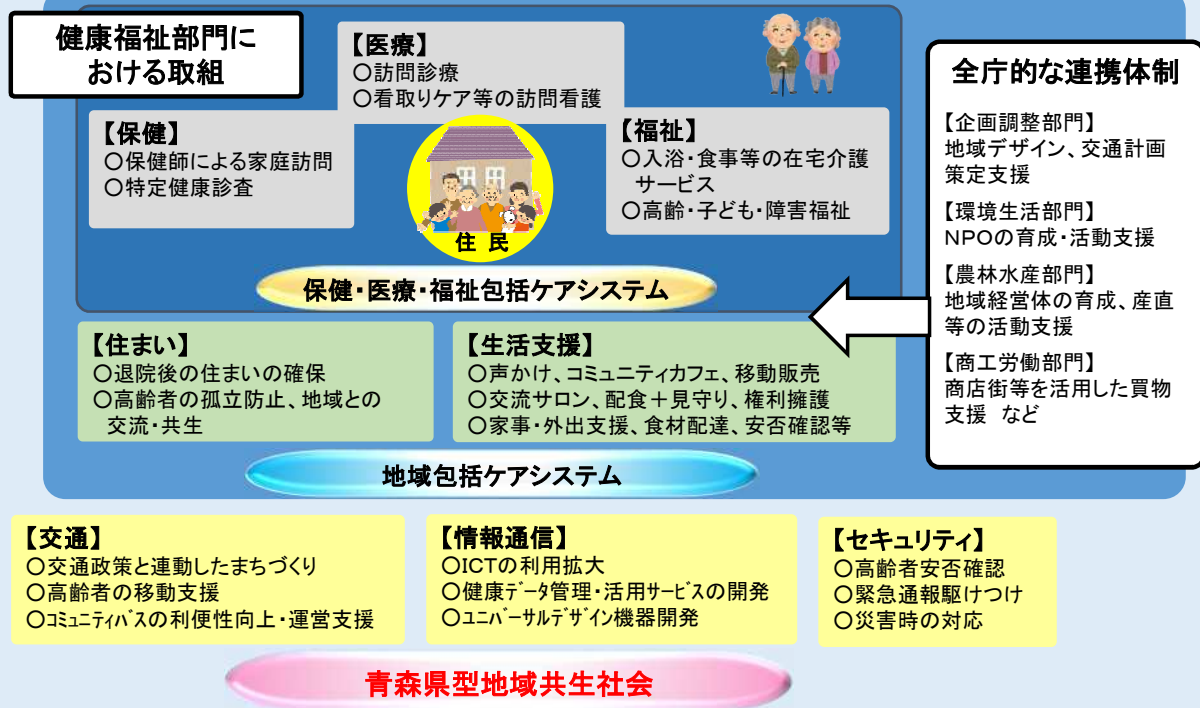 健康福祉部門に
おける取組
【医療】
○訪問診療
○看取りケア等の訪問看護
【保健】
○保健師による家庭訪問
○特定健康診査
【福祉】
○入浴・食事等の在宅介護
サービス
○高齢・子ども・障害福祉
住 民
保健・医療・福祉包括ケアシステム
全庁的な連携体制
【企画調整部門】
地域デザイン、交通計画
策定支援
【環境生活部門】
NPOの育成・活動支援
【農林水産部門】
地域経営体の育成、産直
等の活動支援
【商工労働部門】
商店街等を活用した買物
支援 など
【住まい】
○退院後の住まいの確保
○高齢者の孤立防止、地域との
交流・共生
【生活支援】
○声かけ、コミュニティカフェ、移動販売
○交流サロン、配食＋見守り、権利擁護
○家事・外出支援、食材配達、安否確認等
地域包括ケアシステム
【交通】
○交通政策と連動したまちづくり
○高齢者の移動支援
○ｺﾐｭﾆﾃｨﾊﾞｽの利便性向上・運営支援
【情報通信】
○ICTの利用拡大
○健康ﾃﾞｰﾀ管理・活用サービスの開発
○ﾕﾆﾊﾞｰｻﾙﾃﾞｻﾞｲﾝ機器開発
【セキュリティ】
○高齢者安否確認
○緊急通報駆けつけ
○災害時の対応
青森県型地域共生社会